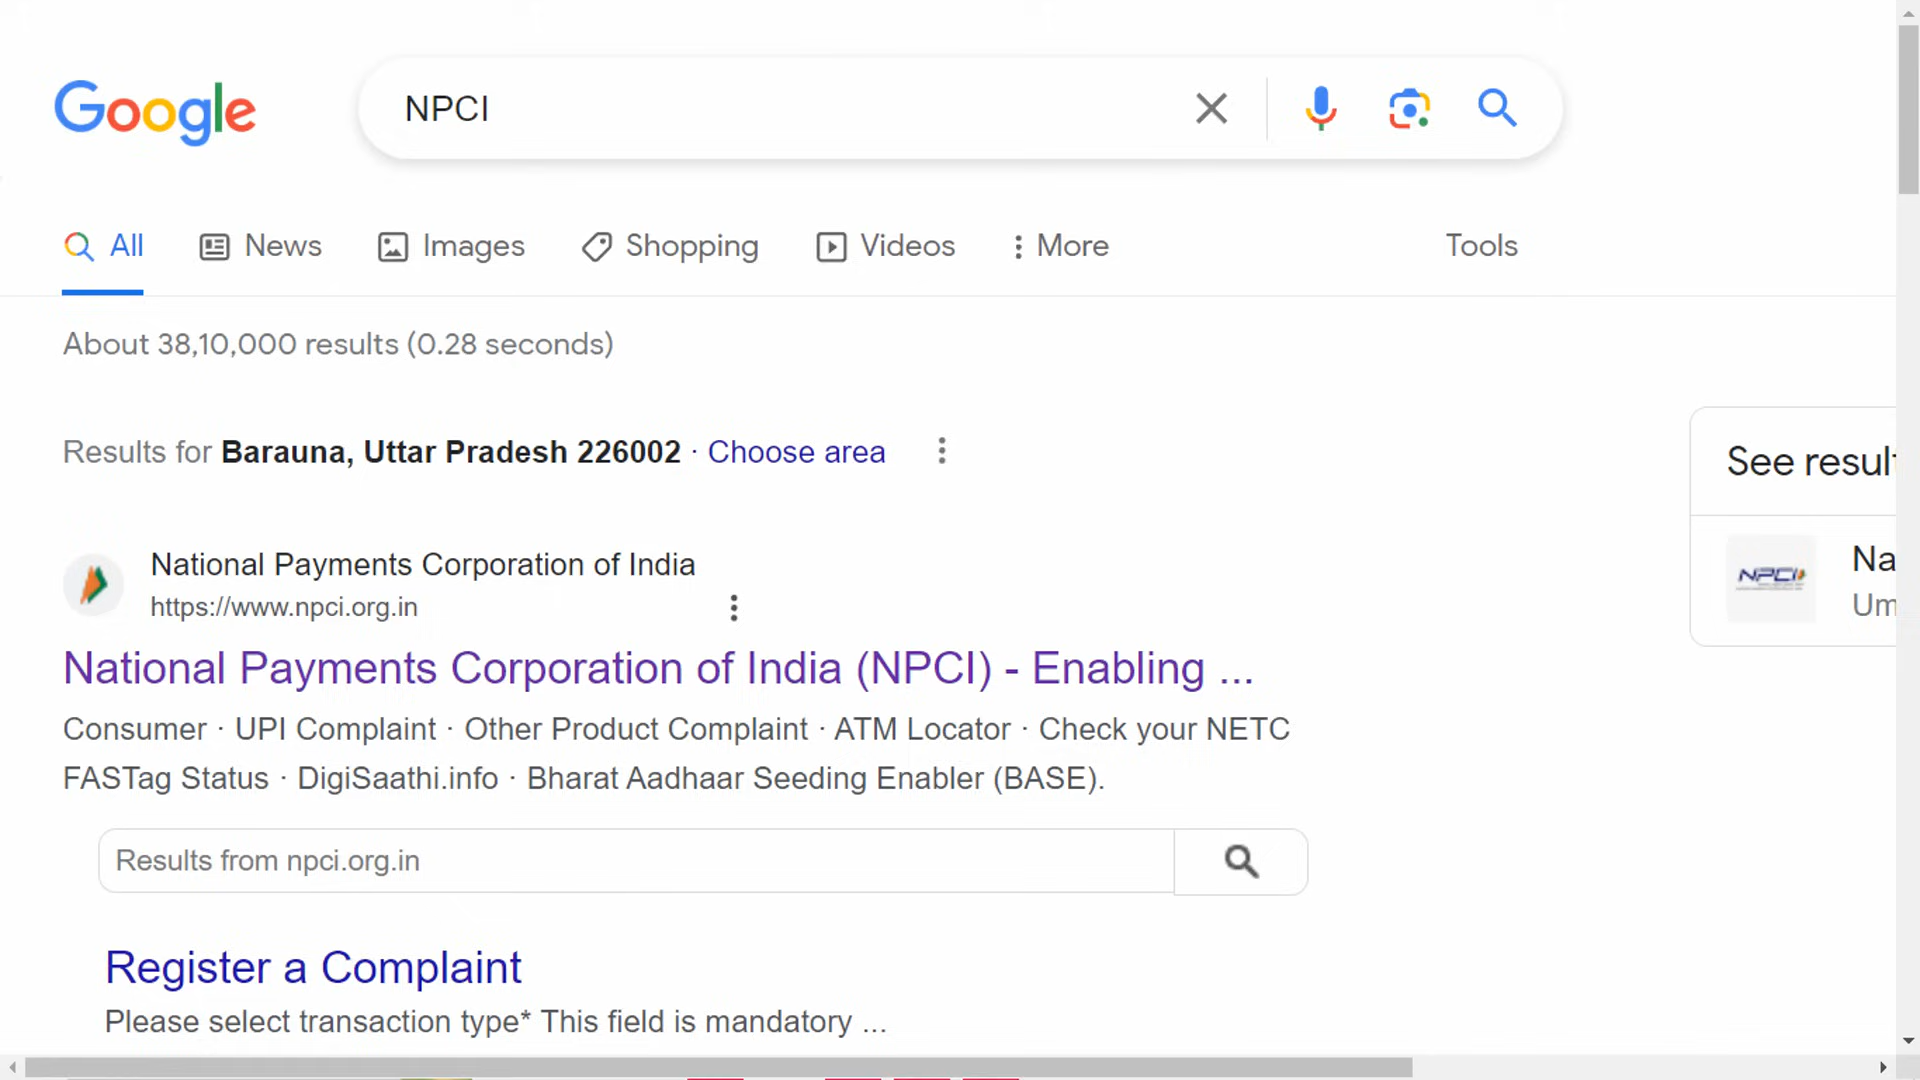 Google
NPCI
All
News
Images
Shopping
Videos
More
Tools
About 38,10,000 results (0.28 seconds)
Results for Barauna, Uttar Pradesh 226002 · Choose area
See result
NPCI
Na
Um
National Payments Corporation of India
https://www.npci.org.in
National Payments Corporation of India (NPCI) - Enabling ...
Consumer · UPI Complaint · Other Product Complaint · ATM Locator · Check your NETC
FASTag Status · DigiSaathi.info · Bharat Aadhaar Seeding Enabler (BASE).
Results from npci.org.in
Register a Complaint
Please select transaction type* This field is mandatory ...